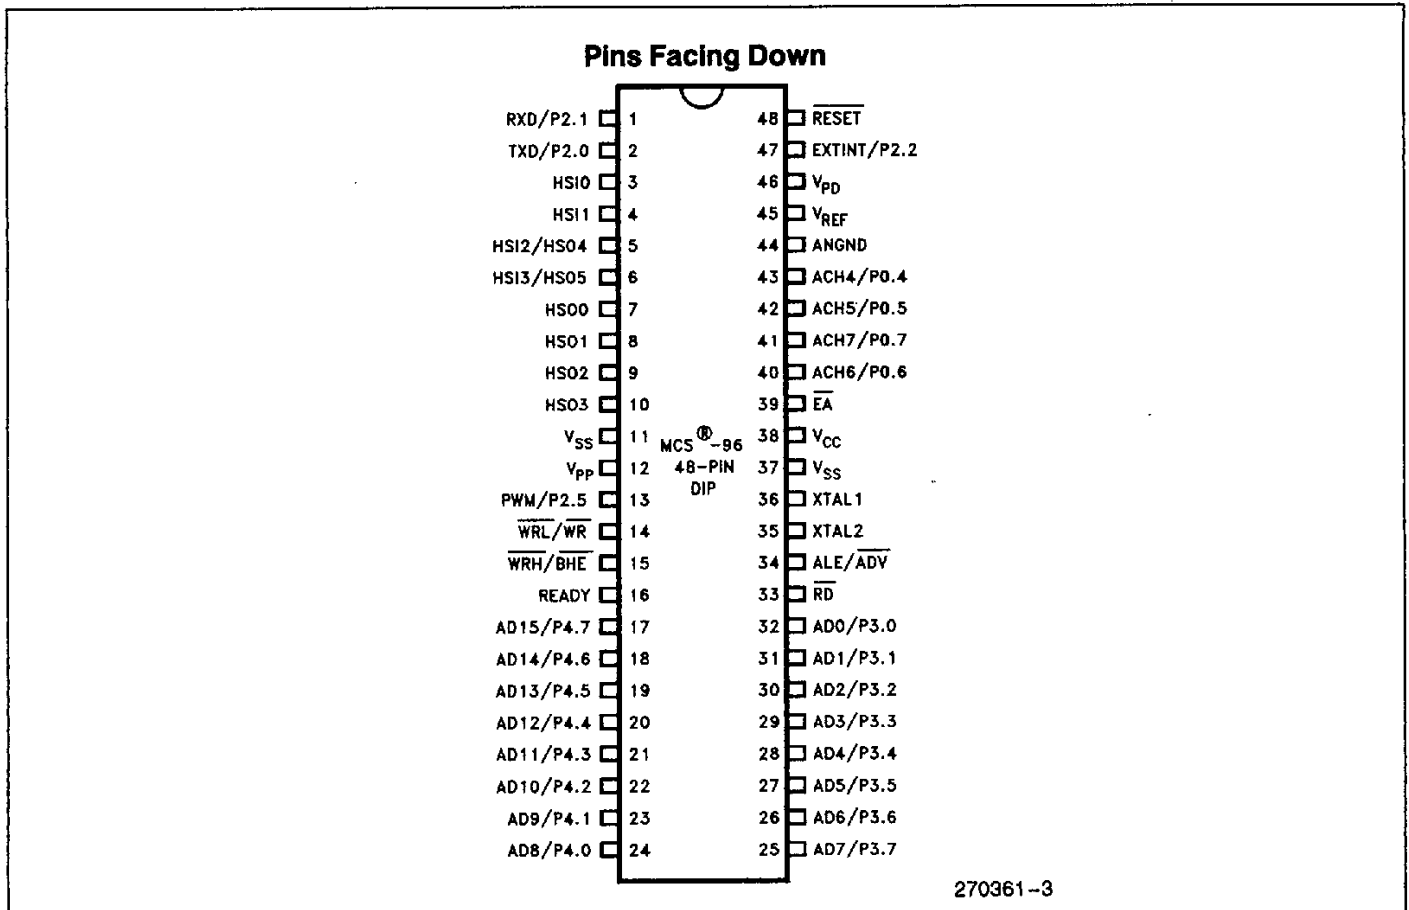 Pins Facing Down
RXD/P2.1 1 48 RESET
TXD/P2.0 2 47 EXTINT/P2.2
HSI0 3 46 VPD
HSI1 4 45 VREF
HSI2/HSO4 5 44 ANGND
HSI3/HSO5 6 43 ACH4/P0.4
HSO0 7 42 ACH5/P0.5
HSO1 8 41 ACH7/P0.7
HSO2 9 40 ACH6/P0.6
HSO3 10 39 EA
VSS 11 MCS®-96 38 VCC
VPP 12 48-PIN 37 VSS
DIP
PWM/P2.5 13 36 XTAL1
WRL/WR 14 35 XTAL2
WRH/BHE 15 34 ALE/ADV
READY 16 33 RD
AD15/P4.7 17 32 AD0/P3.0
AD14/P4.6 18 31 AD1/P3.1
AD13/P4.5 19 30 AD2/P3.2
AD12/P4.4 20 29 AD3/P3.3
AD11/P4.3 21 28 AD4/P3.4
AD10/P4.2 22 27 AD5/P3.5
AD9/P4.1 23 26 AD6/P3.6
AD8/P4.0 24 25 AD7/P3.7
270361-3